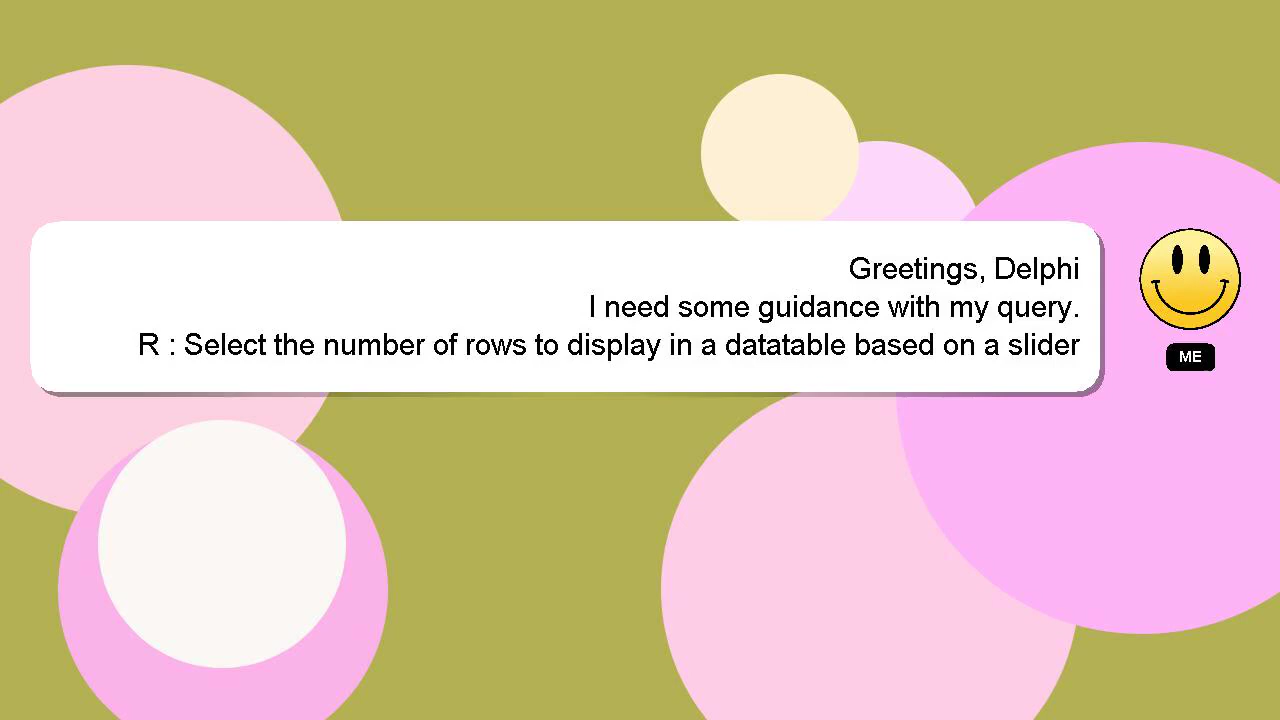 Greetings, Delphi
I need some guidance with my query.
R : Select the number of rows to display in a datatable based on a slider
ME